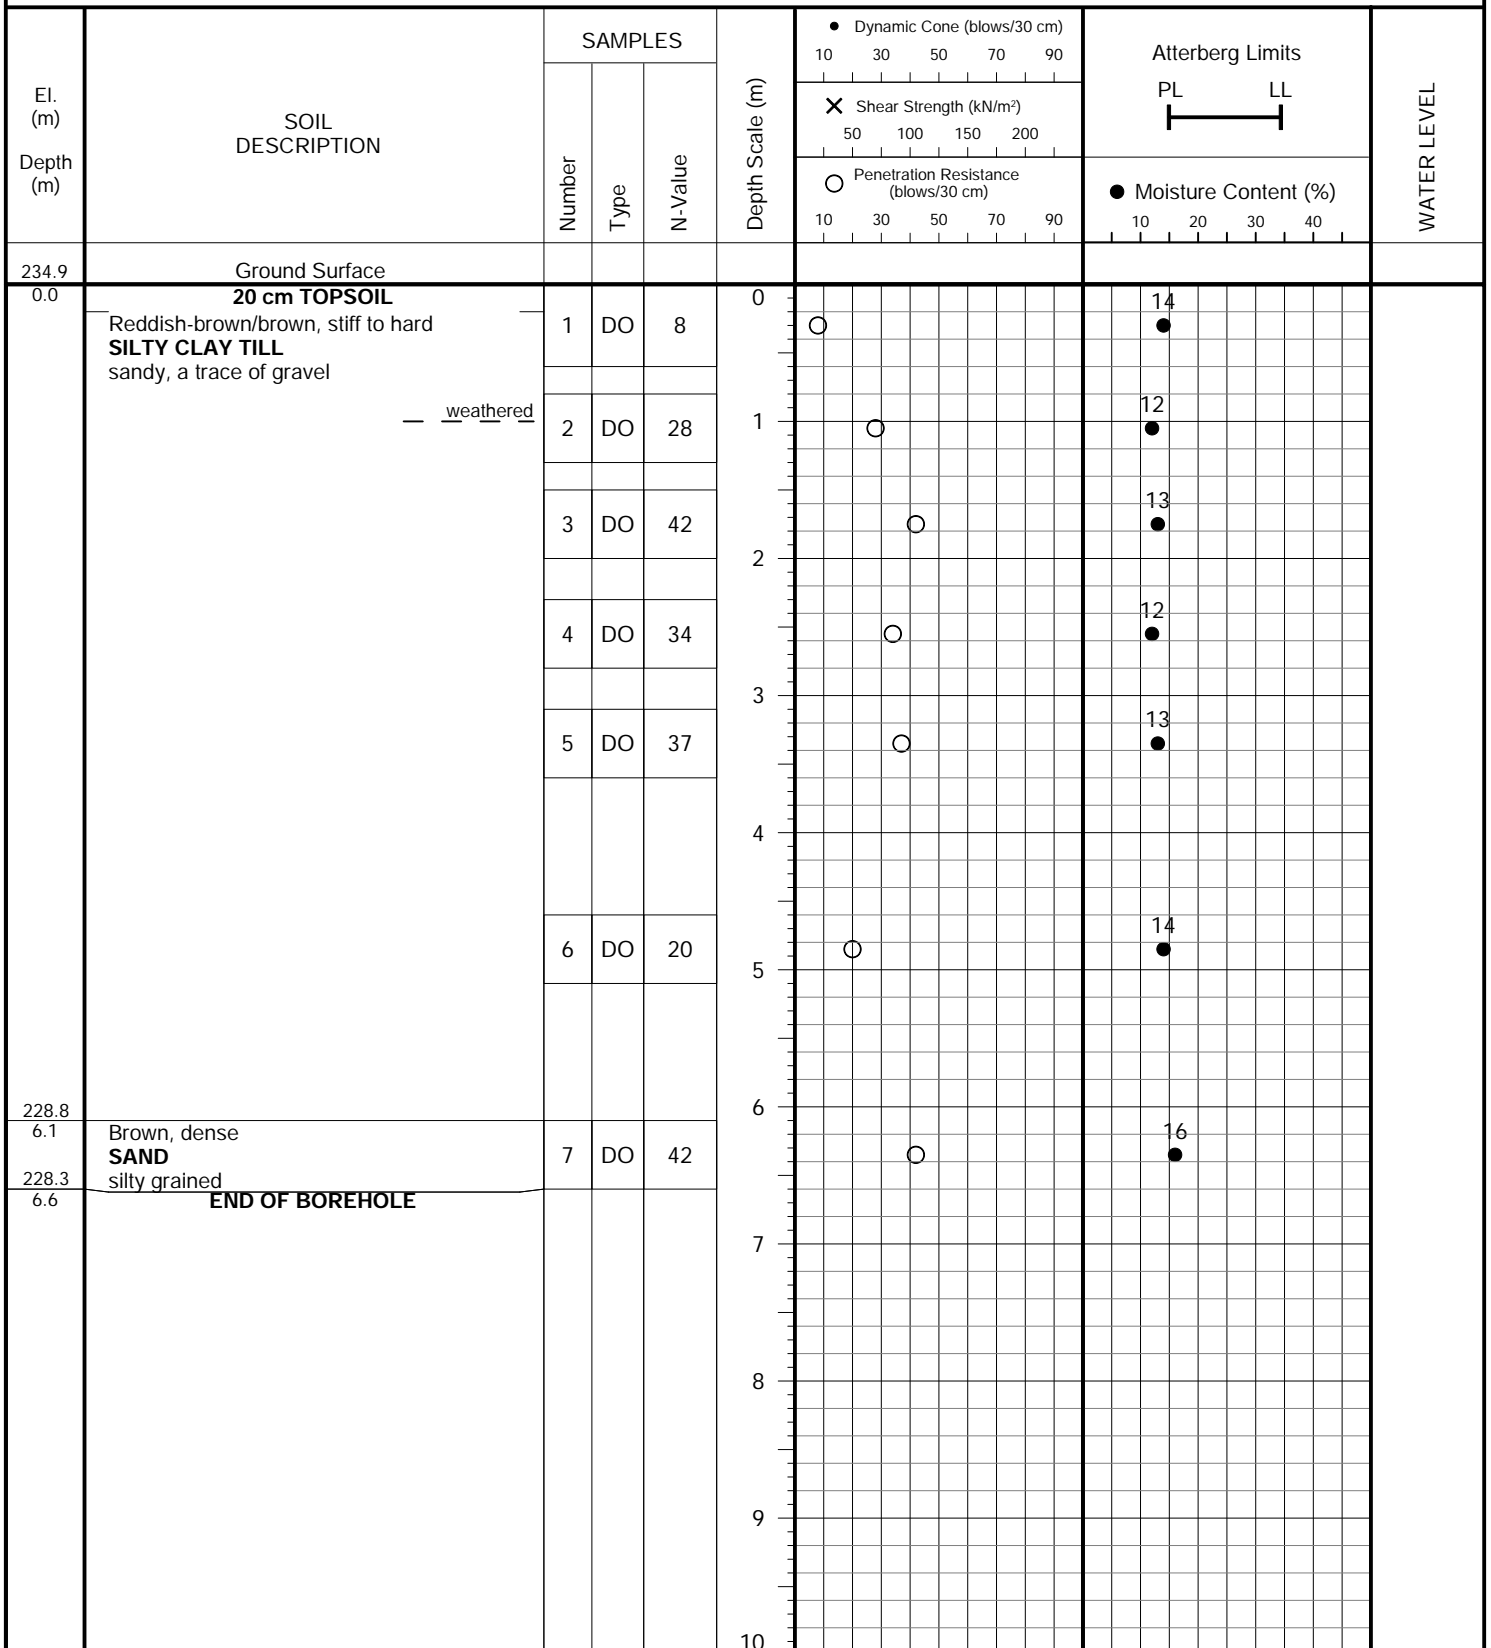 El.
(m)
Depth
(m)
SOIL
DESCRIPTION
SAMPLES
Number
Type
N-Value
Depth Scale (m)
Dynamic Cone (blows/30 cm)
10 30 50 70 90
Shear Strength (kN/m²)
50 100 150 200
Penetration Resistance
(blows/30 cm)
10 30 50 70 90
Atterberg Limits
PL LL
Moisture Content (%)
10 20 30 40
WATER LEVEL
234.9 Ground Surface
0.0 20 cm TOPSOIL 0
Reddish-brown/brown, stiff to hard 1 DO 8 14
SILTY CLAY TILL
sandy, a trace of gravel
weathered 12
2 DO 28 1
3 DO 42 13
2
12
4 DO 34
3
13
5 DO 37
4
14
6 DO 20
5
228.8 6
6.1 Brown, dense 16
SAND 7 DO 42
228.3 silty grained
6.6 END OF BOREHOLE
7
8
9
10